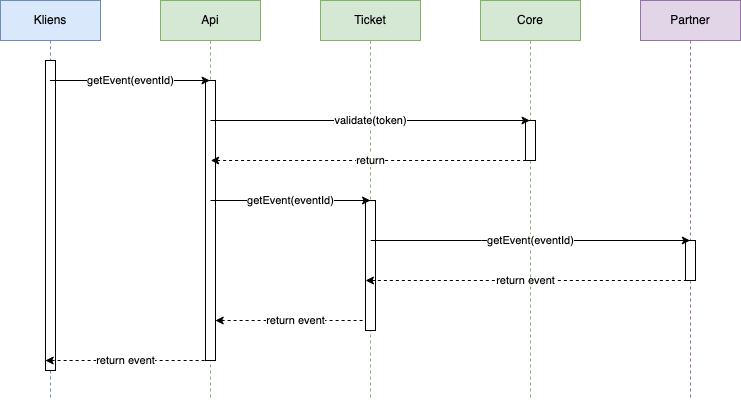 Kliens
Api
Ticket
Core
Partner
getEvent(eventId)
validate(token)
return
getEvent(eventId)
getEvent(eventId)
return event
return event
return event